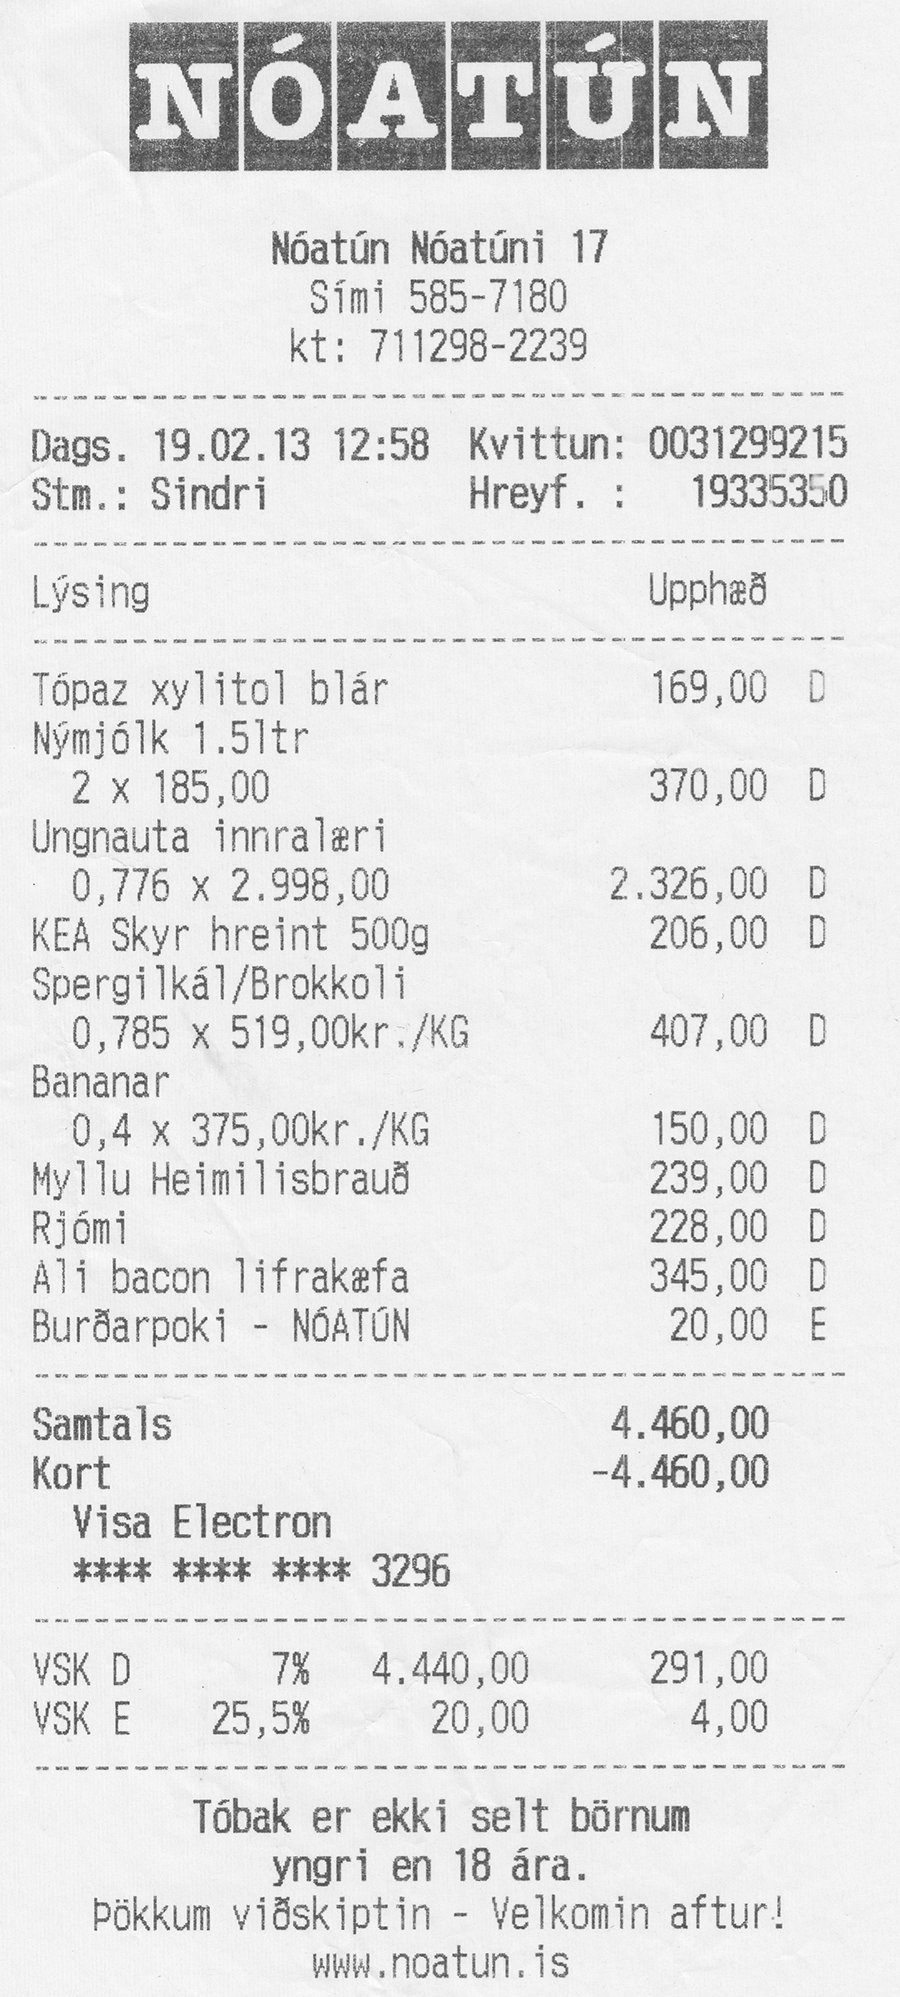 NÓATÚN
Nóatún Nóatúni 17
Sími 585-7180
kt: 711298-2239
Dags. 19.02.13 12:58 Kvittun: 0031299215
Stm.: Sindri Hreyf. : 19335350
Lýsing Upphæð
Tópaz xylitol blár 169,00 D
Nýmjólk 1.5ltr
2 x 185,00 370,00 D
Ungnauta innralæri
0,776 x 2.998,00 2.326,00 D
KEA Skyr hreint 500g 206,00 D
Spergilkál/Brokkoli
0,785 x 519,00kr./KG 407,00 D
Bananar
0,4 x 375,00kr./KG 150,00 D
Myllu Heimilisbrauð 239,00 D
Rjómi 228,00 D
Ali bacon lifrakæfa 345,00 D
Burðarpoki - NÓATÚN 20,00 E
Samtals 4.460,00
Kort -4.460,00
Visa Electron
**** **** **** 3296
VSK D 7% 4.440,00 291,00
VSK E 25,5% 20,00 4,00
Tóbak er ekki selt börnum
yngri en 18 ára.
Þökkum viðskiptin - Velkomin aftur!
www.noatun.is